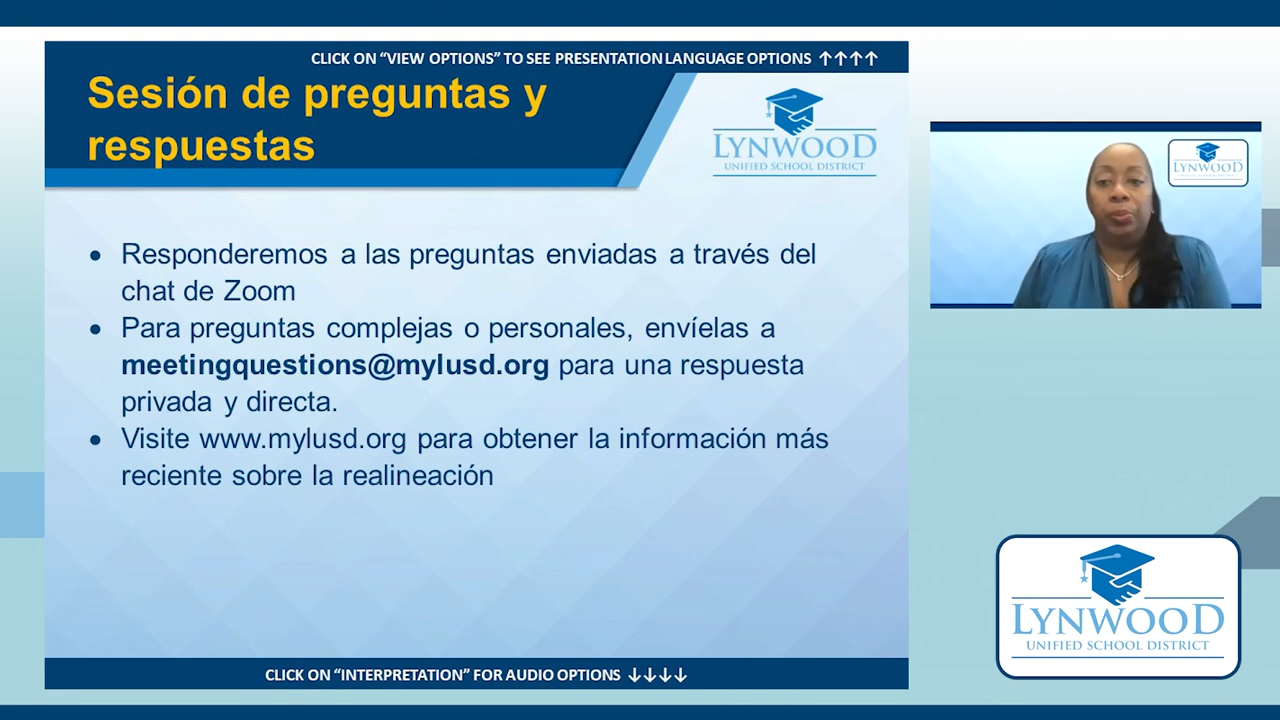 CLICK ON “VIEW OPTIONS” TO SEE PRESENTATION LANGUAGE OPTIONS ↑↑↑↑
Sesión de preguntas y
respuestas
LYNWOOD
UNIFIED SCHOOL DISTRICT
LYNWOOD
• Responderemos a las preguntas enviadas a través del
chat de Zoom
• Para preguntas complejas o personales, envíelas a
meetingquestions@mylusd.org para una respuesta
privada y directa.
• Visite www.mylusd.org para obtener la información más
reciente sobre la realineación
LYNWOOD
UNIFIED SCHOOL DISTRICT
CLICK ON “INTERPRETATION” FOR AUDIO OPTIONS ↓↓↓↓